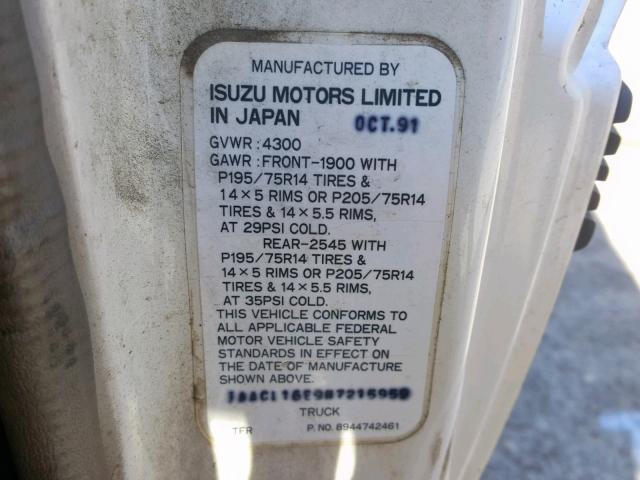 MANUFACTURED BY
ISUZU MOTORS LIMITED
IN JAPAN OCT.91
GVWR : 4300
GAWR : FRONT-1900 WITH
P195/75R14 TIRES &
14×5 RIMS OR P205/75R14
TIRES & 14×5.5 RIMS,
AT 29PSI COLD.
REAR-2545 WITH
P195/75R14 TIRES &
14×5 RIMS OR P205/75R14
TIRES & 14×5.5 RIMS,
AT 35PSI COLD.
THIS VEHICLE CONFORMS TO
ALL APPLICABLE FEDERAL
MOTOR VEHICLE SAFETY
STANDARDS IN EFFECT ON
THE DATE OF MANUFACTURE
SHOWN ABOVE.
TRUCK
TFR P. NO. 8944742461